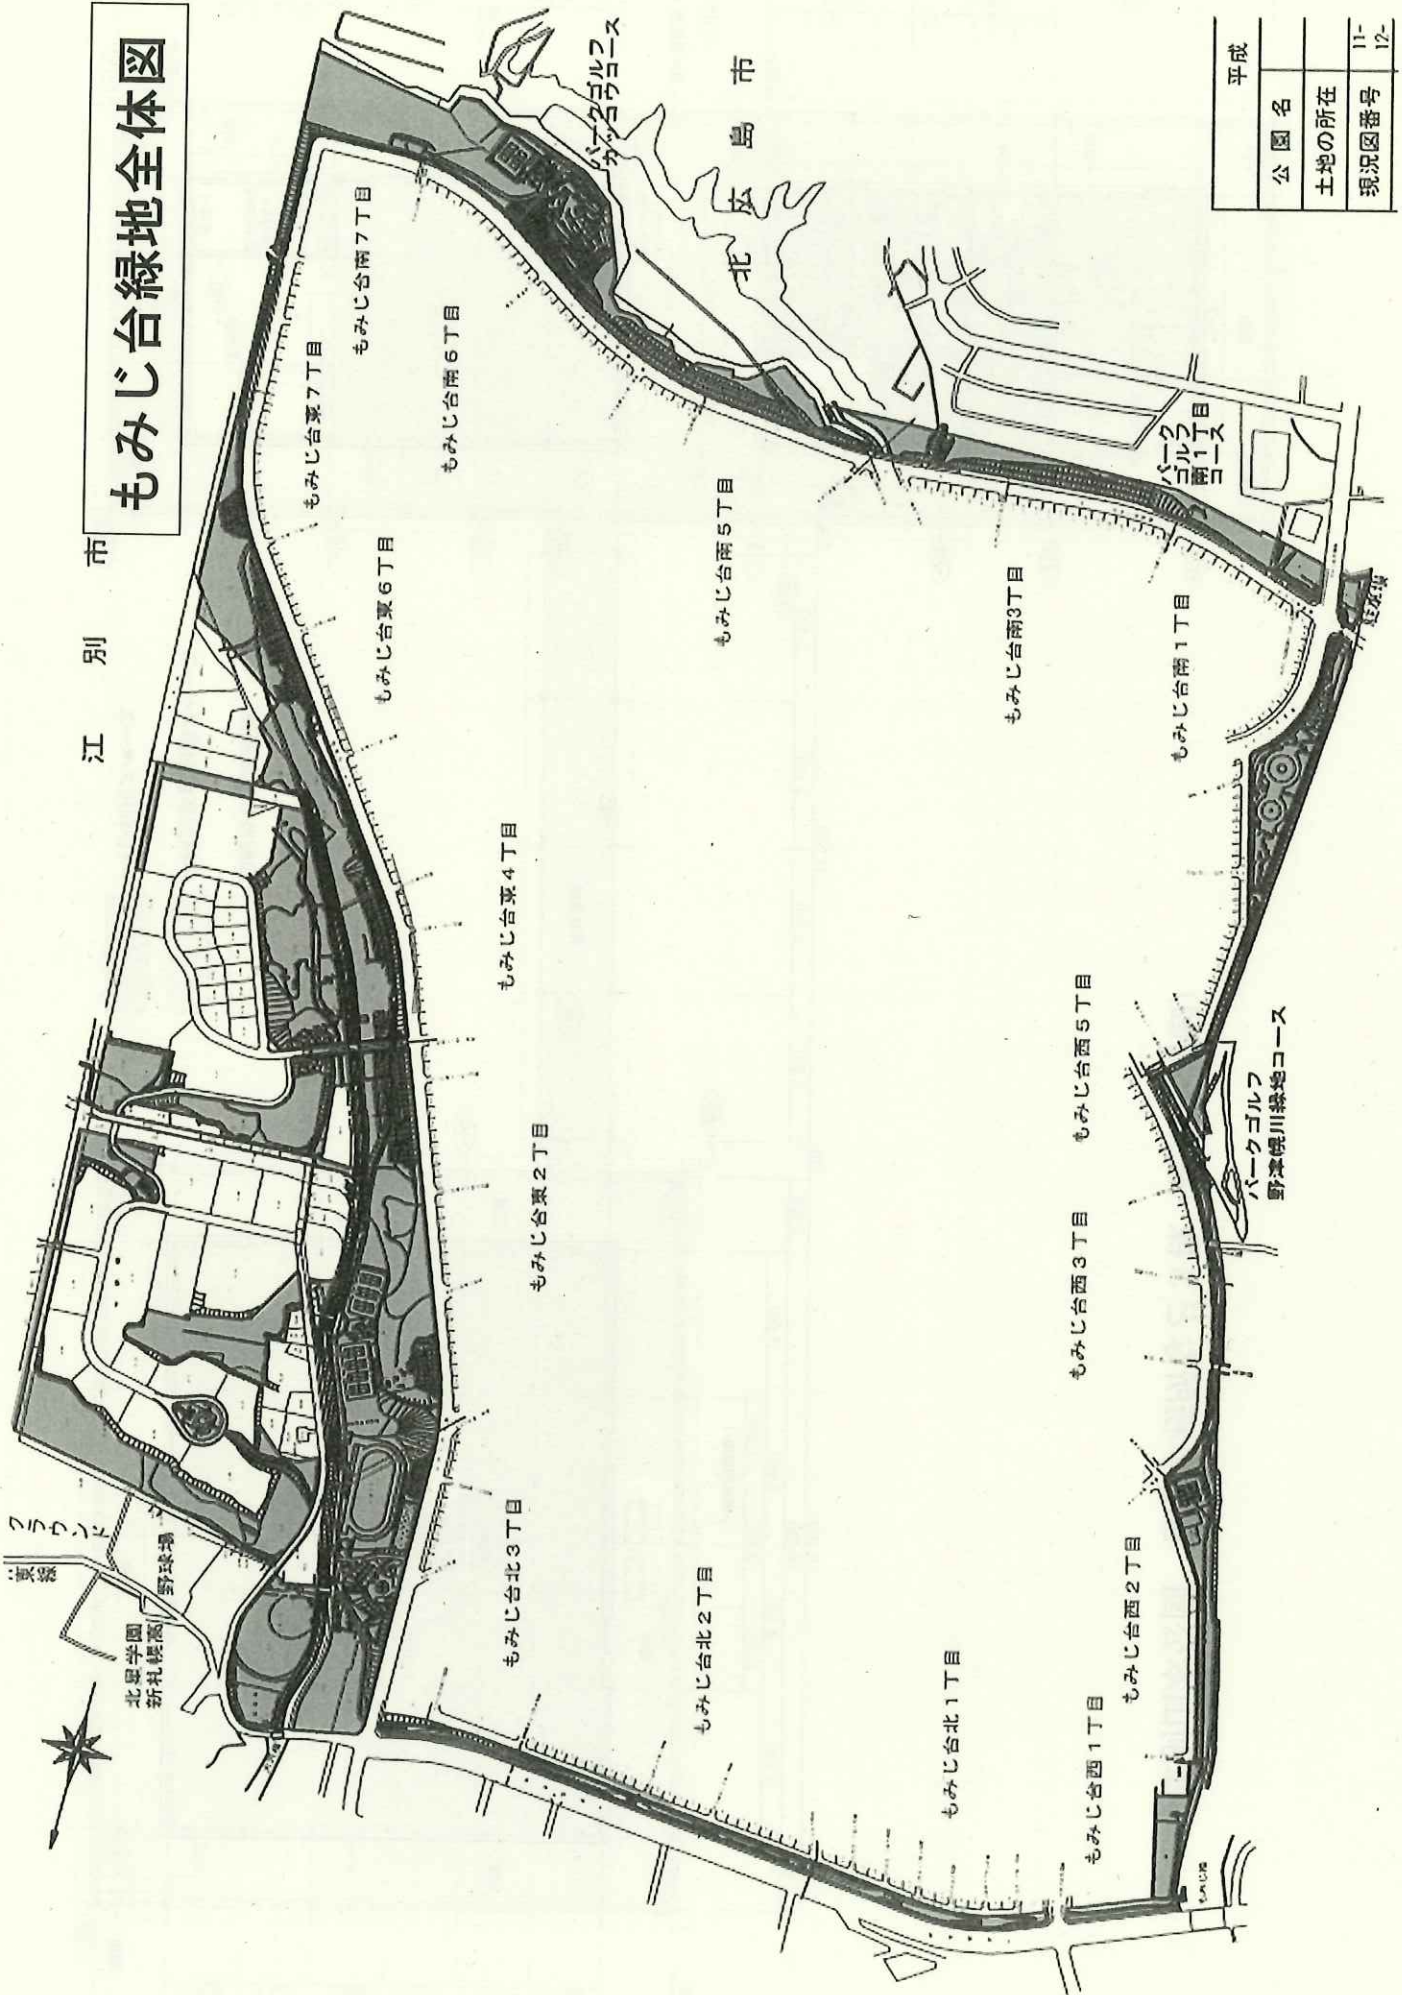 もみじ台緑地全体図
江別市
北広島市
パークゴルフ
カッコウコース
もみじ台南7丁目
もみじ台東7丁目
もみじ台南6丁目
もみじ台東6丁目
もみじ台南5丁目
もみじ台南3丁目
もみじ台南1丁目
パーク
ゴルフ
南1丁目
コース
もみじ台東4丁目
もみじ台東2丁目
もみじ台西5丁目
もみじ台西3丁目
パークゴルフ
野津幌川緑地コース
もみじ台北3丁目
もみじ台北2丁目
もみじ台北1丁目
もみじ台西2丁目
もみじ台西1丁目
グラウンド
野球場
北星学園
新札幌高
平成
公園名
土地の所在
現況図番号
11-
12-